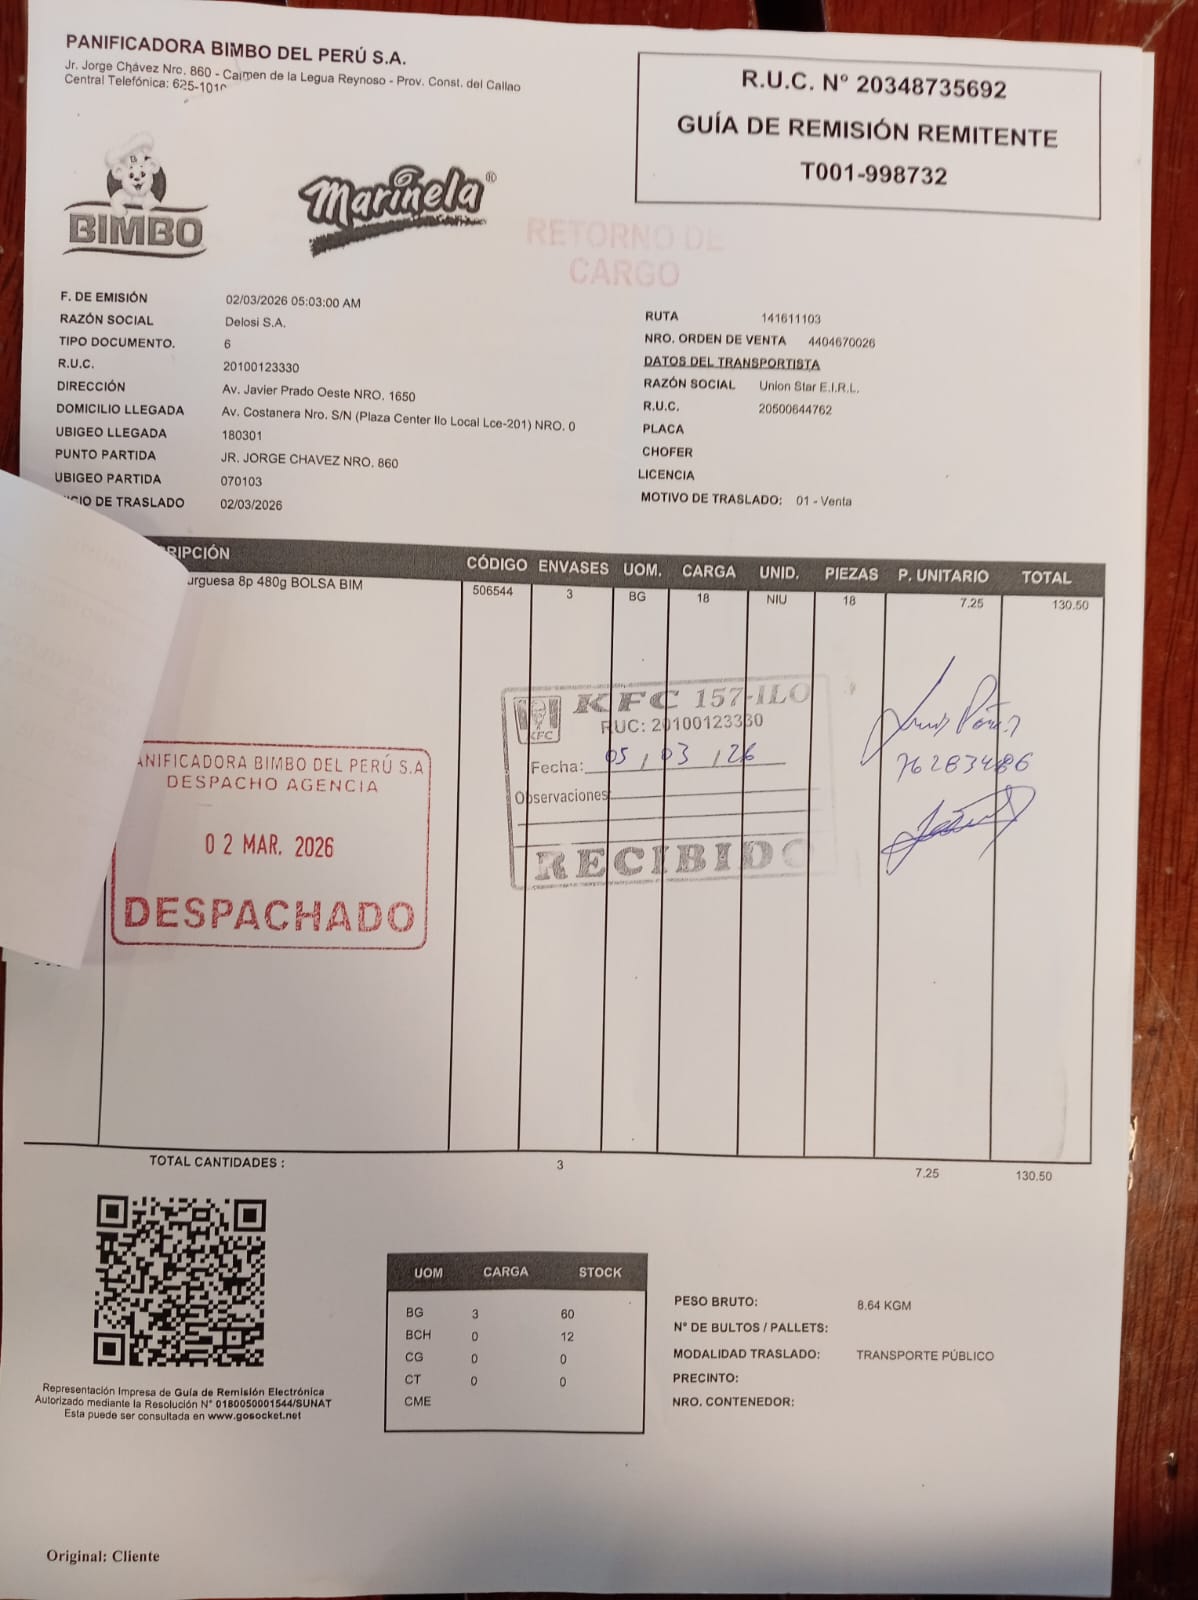 PANIFICADORA BIMBO DEL PERÚ S.A.
Jr. Jorge Chávez Nro. 860 - Carmen de la Legua Reynoso - Prov. Const. del Callao
Central Telefónica: 625-1010
R.U.C. Nº 20348735692
GUÍA DE REMISIÓN REMITENTE
T001-998732
BIMBO
Marinela®
RETORNO DE
CARGO
F. DE EMISIÓN 02/03/2026 05:03:00 AM
RAZÓN SOCIAL Delosi S.A.
TIPO DOCUMENTO. 6
R.U.C. 20100123330
DIRECCIÓN Av. Javier Prado Oeste NRO. 1650
DOMICILIO LLEGADA Av. Costanera Nro. S/N (Plaza Center Ilo Local Lce-201) NRO. 0
UBIGEO LLEGADA 180301
PUNTO PARTIDA JR. JORGE CHAVEZ NRO. 860
UBIGEO PARTIDA 070103
ICIO DE TRASLADO 02/03/2026
RUTA 141611103
NRO. ORDEN DE VENTA 4404670026
DATOS DEL TRANSPORTISTA
RAZÓN SOCIAL Union Star E.I.R.L.
R.U.C. 20500644762
PLACA
CHOFER
LICENCIA
MOTIVO DE TRASLADO: 01 - Venta
RIPCIÓN CÓDIGO ENVASES UOM. CARGA UNID. PIEZAS P. UNITARIO TOTAL
urguesa 8p 480g BOLSA BIM 506544 3 BG 18 NIU 18 7.25 130.50
KFC 157-ILO
KFC
RUC: 20100123330
Fecha: 05 / 03 / 26
Observaciones
RECIBIDO
76283486
ANIFICADORA BIMBO DEL PERÚ S.A
DESPACHO AGENCIA
02 MAR. 2026
DESPACHADO
TOTAL CANTIDADES : 3 7.25 130.50
UOM CARGA STOCK
BG 3 60
BCH 0 12
CG 0 0
CT 0 0
CME
PESO BRUTO: 8.64 KGM
N° DE BULTOS / PALLETS:
MODALIDAD TRASLADO: TRANSPORTE PÚBLICO
PRECINTO:
NRO. CONTENEDOR:
Representación Impresa de Guía de Remisión Electrónica
Autorizado mediante la Resolución N° 0180050001544/SUNAT
Esta puede ser consultada en www.gosocket.net
Original: Cliente